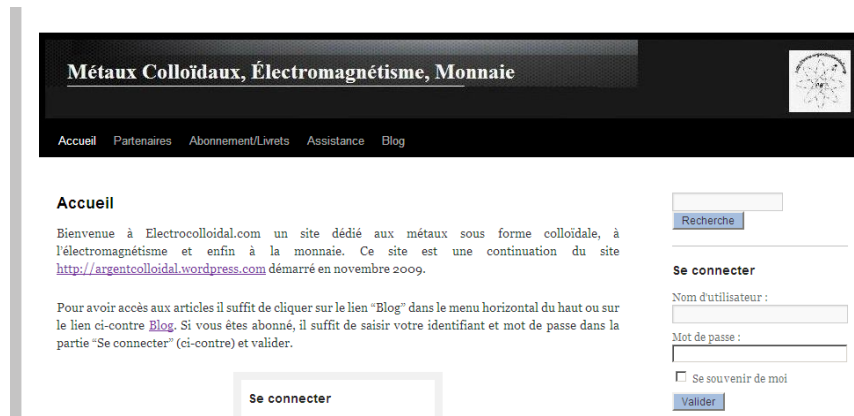 Métaux Colloïdaux, Électromagnétisme, Monnaie
Accueil Partenaires Abonnement/Livrets Assistance Blog
Accueil
Bienvenue à Electrocolloidal.com un site dédié aux métaux sous forme colloïdale, à
l'électromagnétisme et enfin à la monnaie. Ce site est une continuation du site
http://argentcolloidal.wordpress.com démarré en novembre 2009.
Pour avoir accès aux articles il suffit de cliquer sur le lien “Blog” dans le menu horizontal du haut ou sur
le lien ci-contre Blog. Si vous êtes abonné, il suffit de saisir votre identifiant et mot de passe dans la
partie “Se connecter” (ci-contre) et valider.
Se connecter
Recherche
Se connecter
Nom d'utilisateur :
Mot de passe :
Se souvenir de moi
Valider